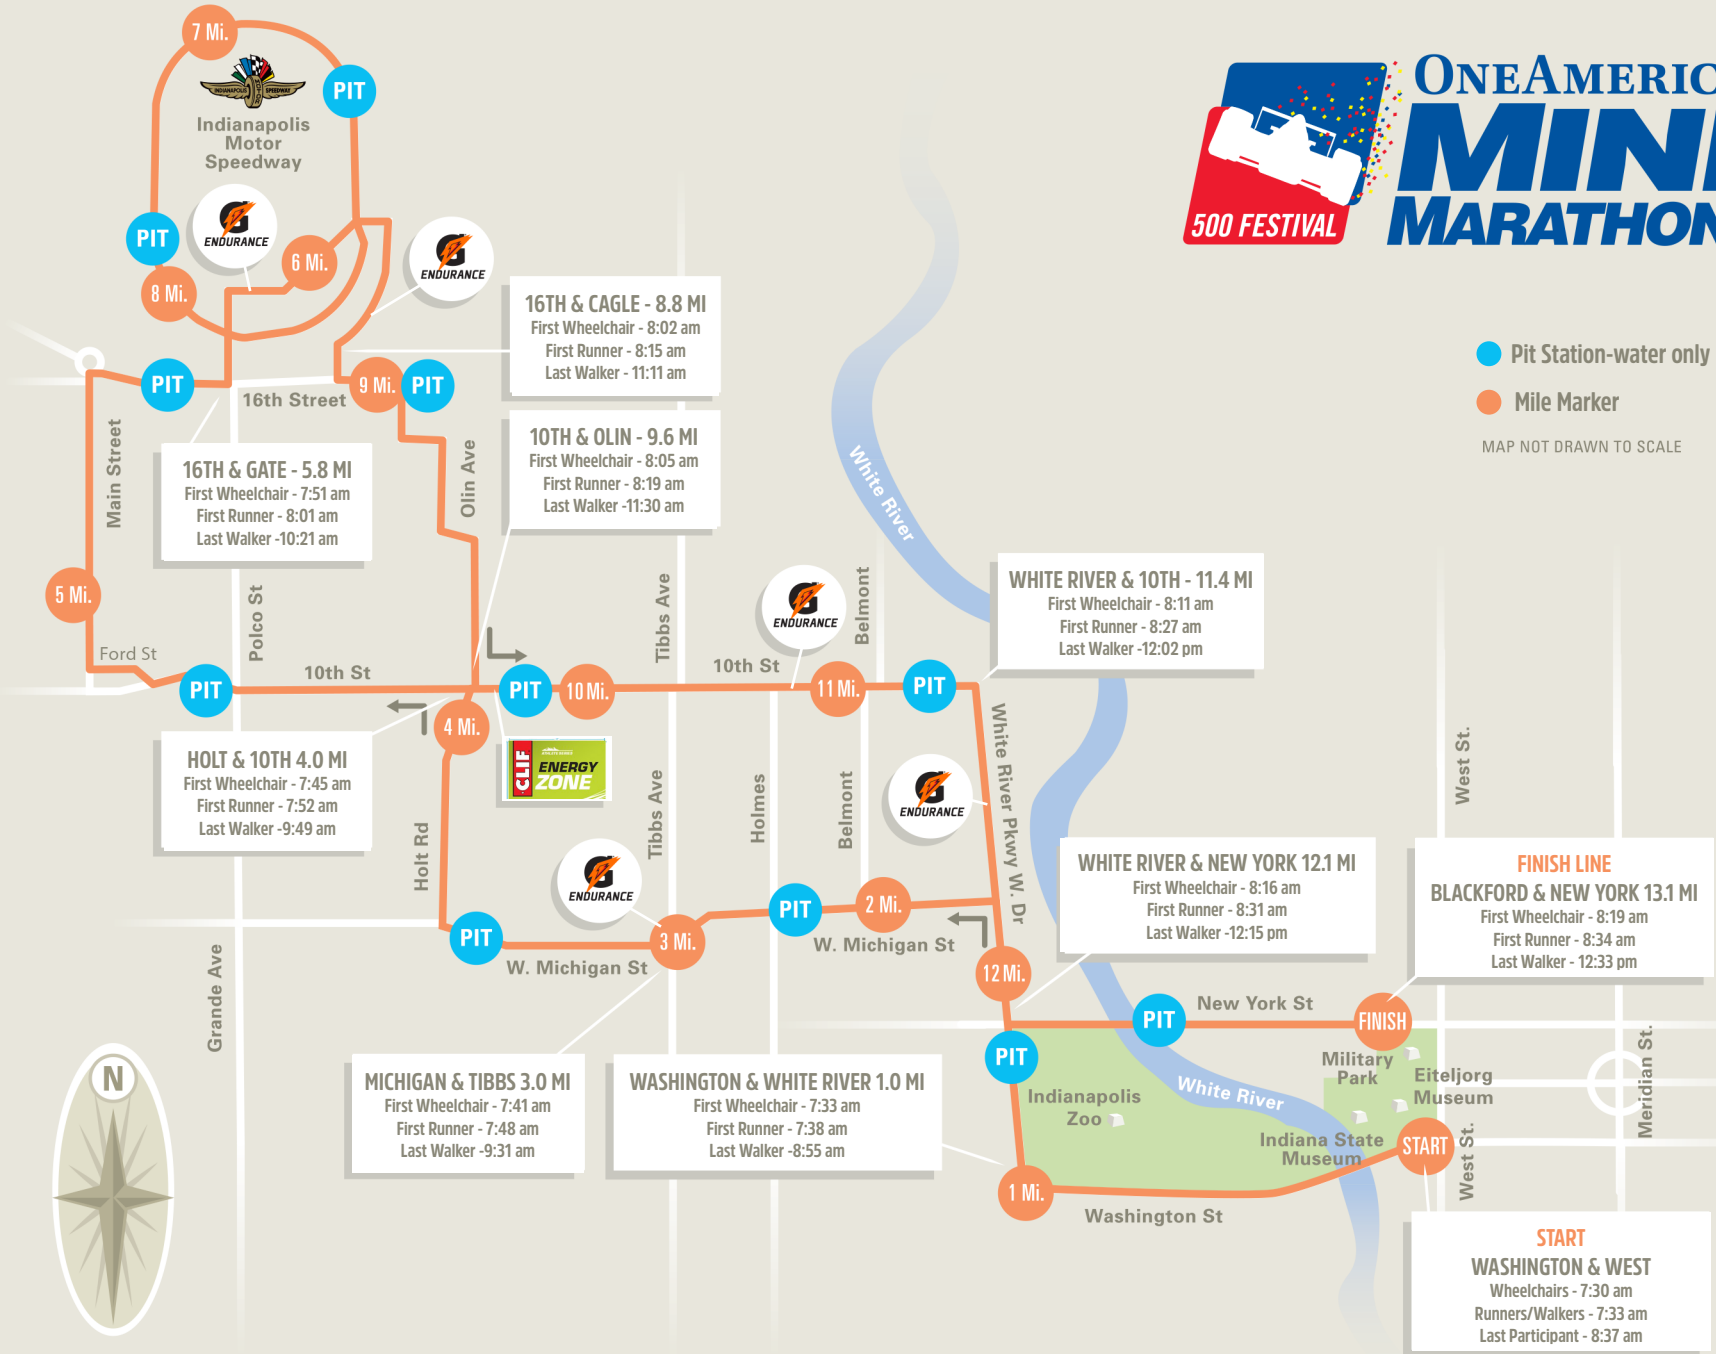 7 Mi.
PIT
INDIANAPOLIS MOTOR SPEEDWAY
Indianapolis
Motor
Speedway
ONEAMERIC
MINI
MARATHON
500 FESTIVAL
PIT
G
ENDURANCE
6 Mi.
G
ENDURANCE
8 Mi.
16TH & CAGLE - 8.8 MI
First Wheelchair - 8:02 am
First Runner - 8:15 am
Last Walker - 11:11 am
Pit Station-water only
Mile Marker
MAP NOT DRAWN TO SCALE
PIT
16th Street
9 Mi.
PIT
Main Street
Olin Ave
10TH & OLIN - 9.6 MI
First Wheelchair - 8:05 am
First Runner - 8:19 am
Last Walker -11:30 am
16TH & GATE - 5.8 MI
First Wheelchair - 7:51 am
First Runner - 8:01 am
Last Walker -10:21 am
White River
5 Mi.
Polco St
Tibbs Ave
G
ENDURANCE
Belmont
WHITE RIVER & 10TH - 11.4 MI
First Wheelchair - 8:11 am
First Runner - 8:27 am
Last Walker -12:02 pm
Ford St
PIT
10th St
PIT
10 Mi.
10th St
11 Mi.
PIT
4 Mi.
HOLT & 10TH 4.0 MI
First Wheelchair - 7:45 am
First Runner - 7:52 am
Last Walker -9:49 am
CLIF
ENERGY
ZONE
Holt Rd
Tibbs Ave
Holmes
Belmont
G
ENDURANCE
White River Pkwy W. Dr
West St.
G
ENDURANCE
PIT
3 Mi.
PIT
2 Mi.
W. Michigan St
W. Michigan St
WHITE RIVER & NEW YORK 12.1 MI
First Wheelchair - 8:16 am
First Runner - 8:31 am
Last Walker -12:15 pm
FINISH LINE
BLACKFORD & NEW YORK 13.1 MI
First Wheelchair - 8:19 am
First Runner - 8:34 am
Last Walker - 12:33 pm
Grande Ave
12 Mi.
PIT
New York St
FINISH
PIT
N
MICHIGAN & TIBBS 3.0 MI
First Wheelchair - 7:41 am
First Runner - 7:48 am
Last Walker -9:31 am
WASHINGTON & WHITE RIVER 1.0 MI
First Wheelchair - 7:33 am
First Runner - 7:38 am
Last Walker -8:55 am
Indianapolis
Zoo
White River
Military
Park
Eiteljorg
Museum
Meridian St.
Indiana State
Museum
START
West St.
1 Mi.
Washington St
START
WASHINGTON & WEST
Wheelchairs - 7:30 am
Runners/Walkers - 7:33 am
Last Participant - 8:37 am